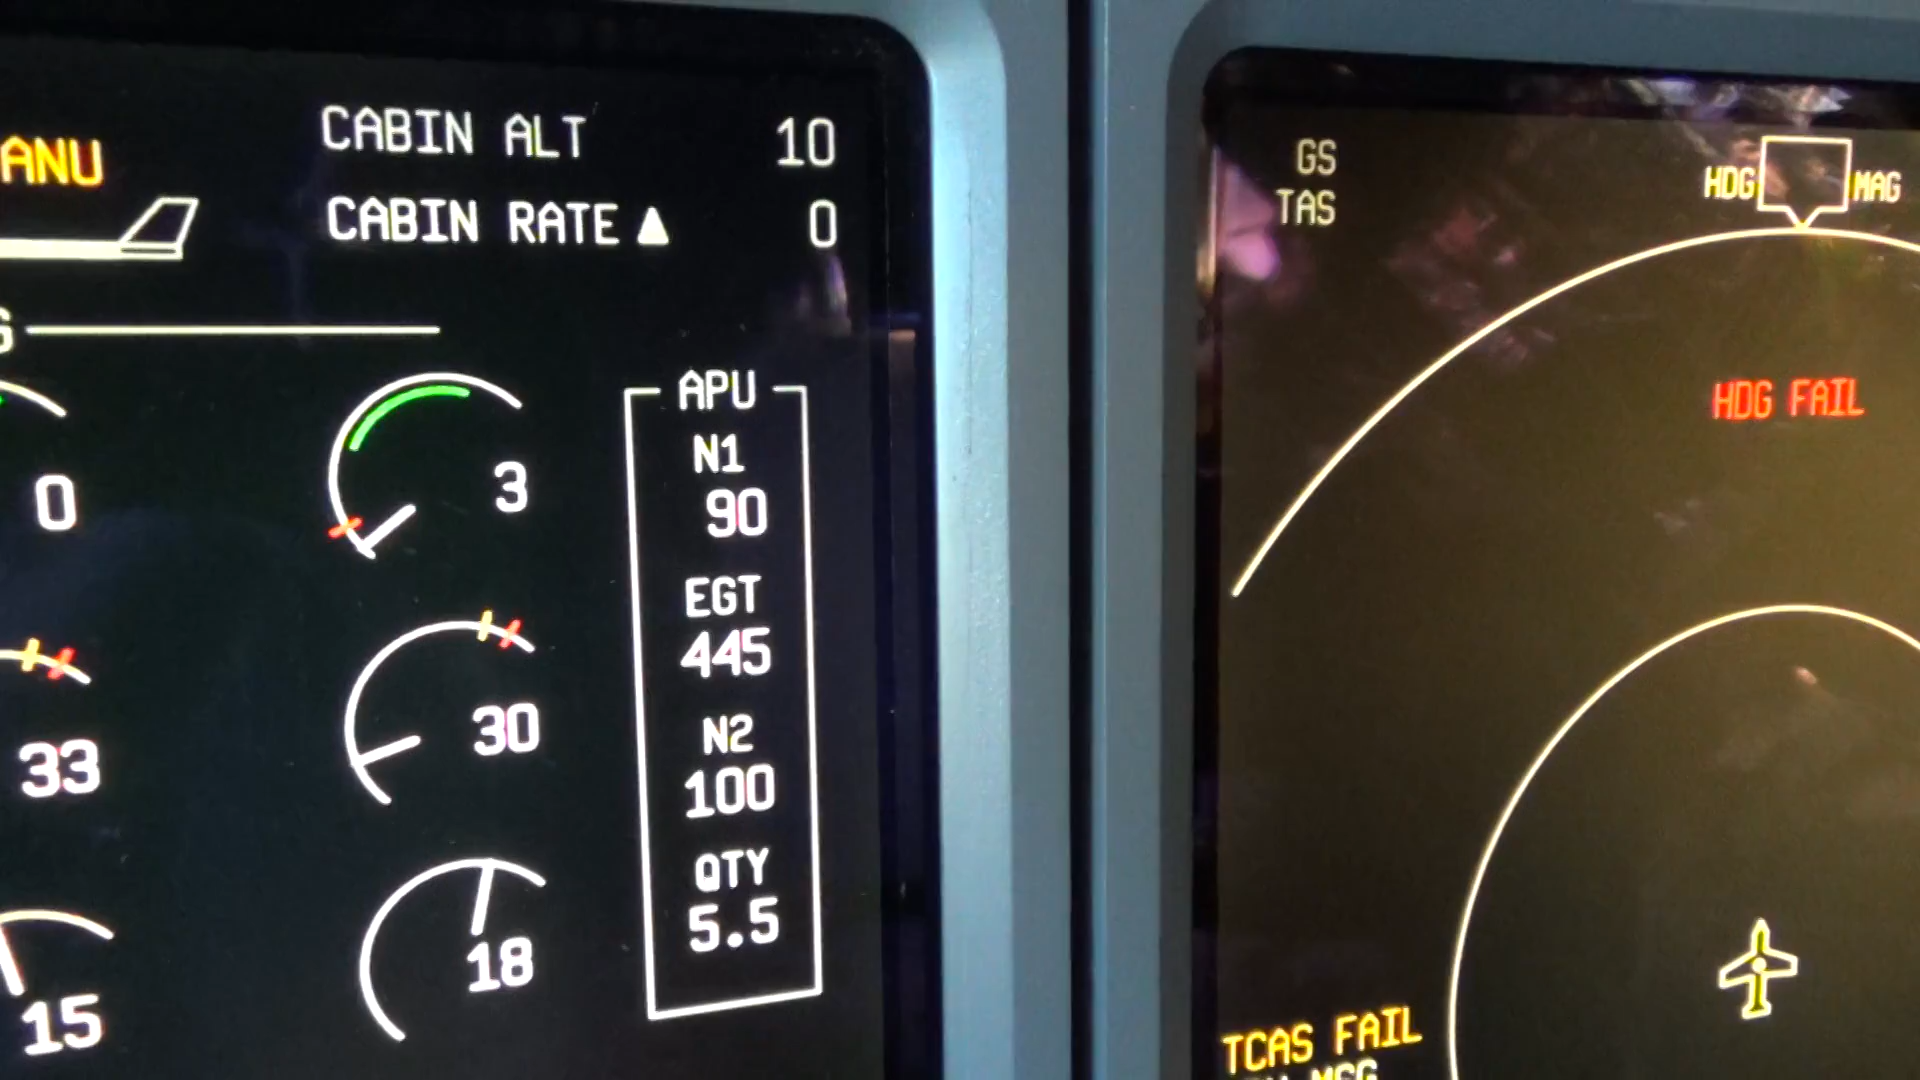 ANU
CABIN ALT 10
CABIN RATE ▲ 0
0
3
33
30
15
18
APU
N1
90
EGT
445
N2
100
QTY
5.5
GS
TAS
HDG MAG
HDG FAIL
TCAS FAIL
MSG